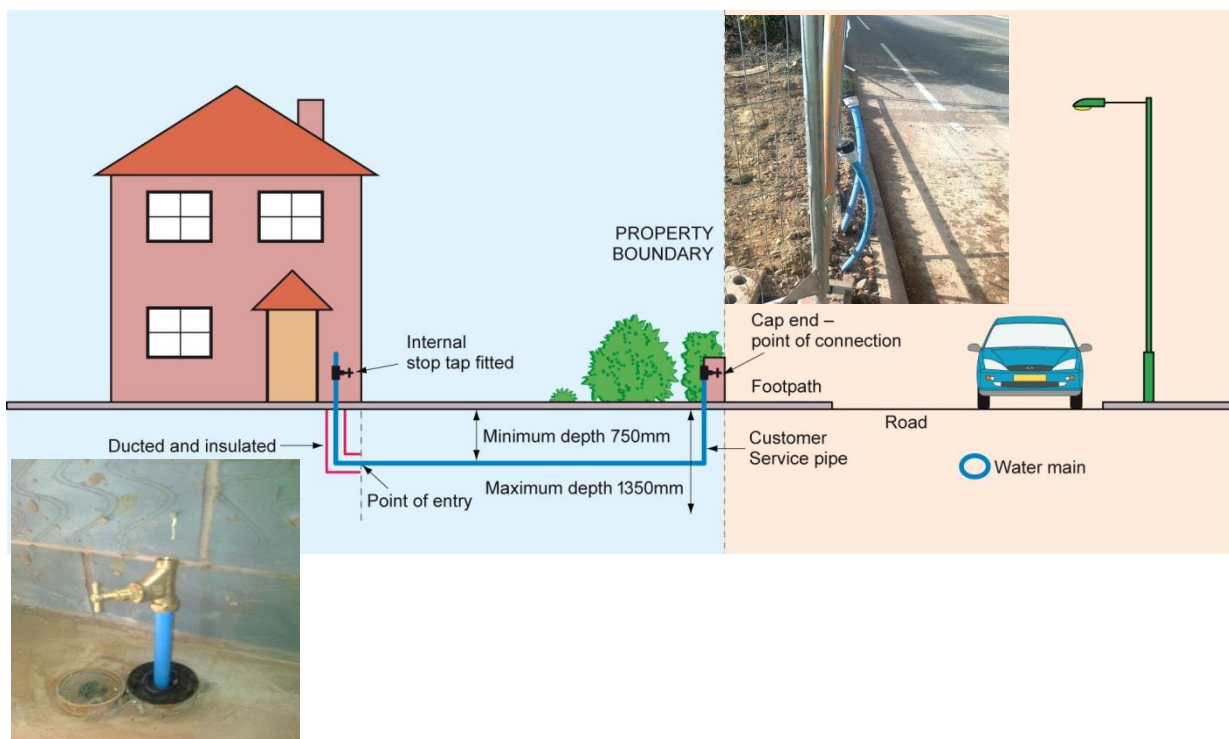 PROPERTY
BOUNDARY
Internal
stop tap fitted
Cap end –
point of connection
Footpath
Road
Ducted and insulated
Minimum depth 750mm
Customer
Service pipe
Point of entry
Maximum depth 1350mm
Water main